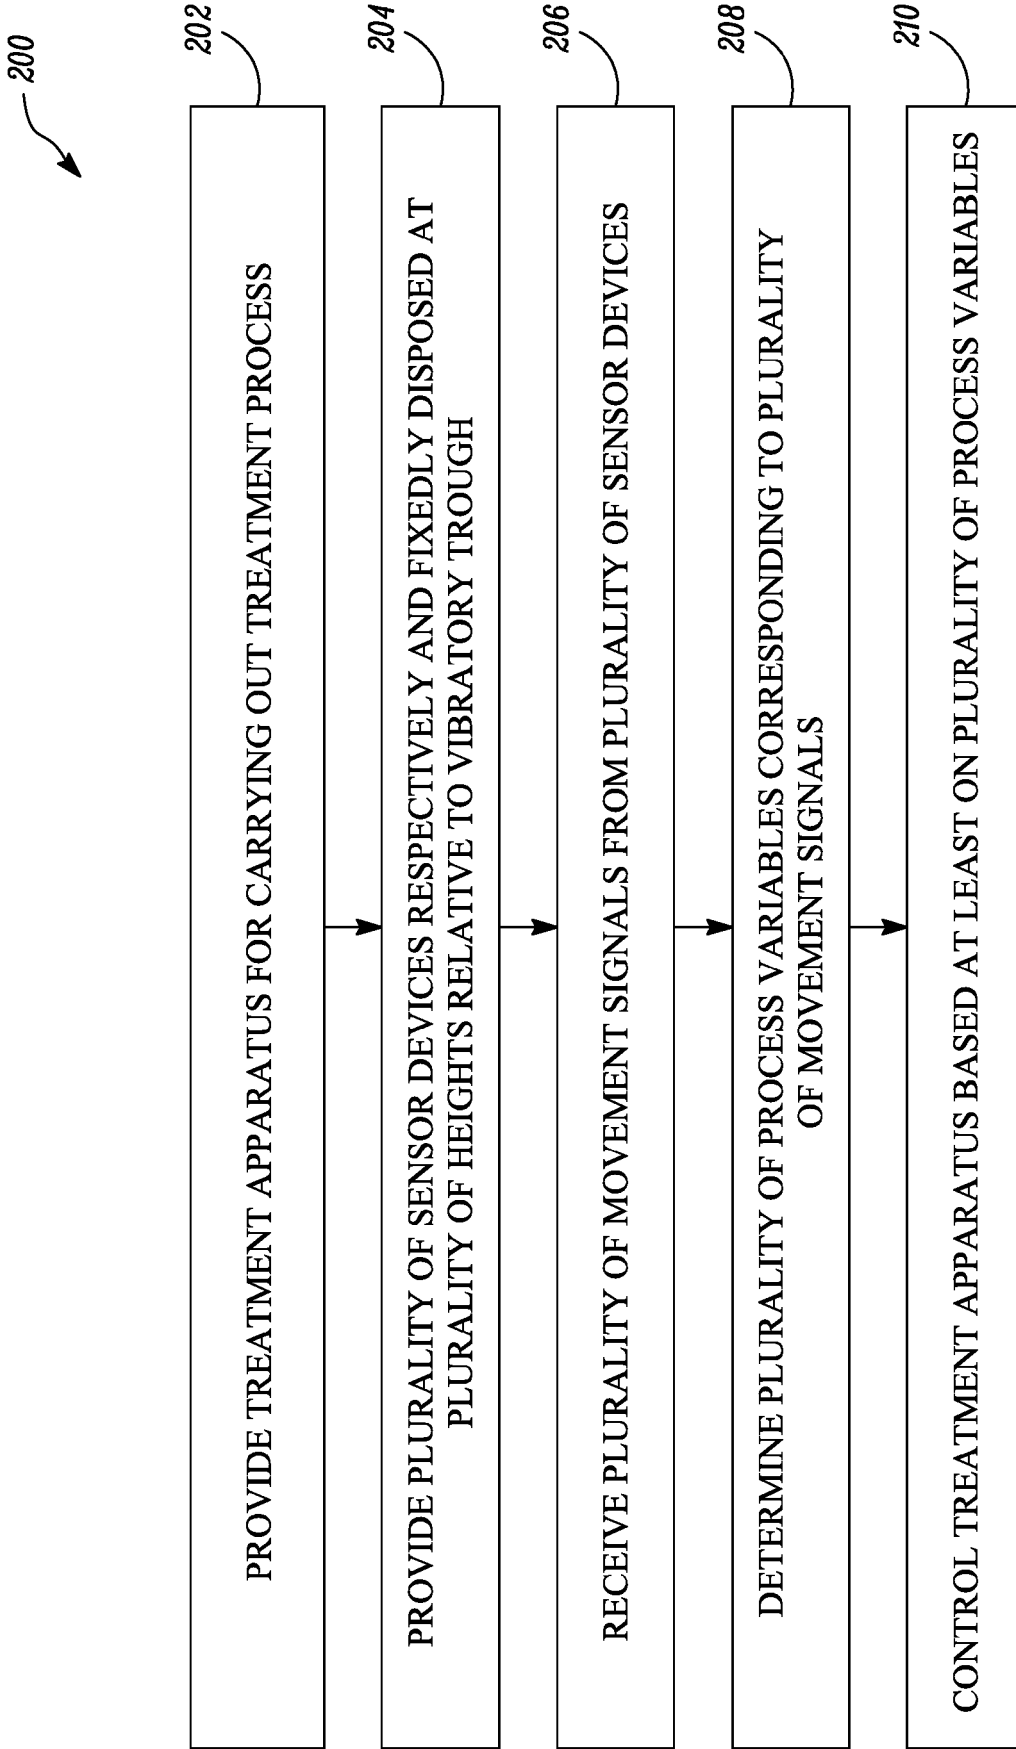 200
202
PROVIDE TREATMENT APPARATUS FOR CARRYING OUT TREATMENT PROCESS
204
PROVIDE PLURALITY OF SENSOR DEVICES RESPECTIVELY AND FIXEDLY DISPOSED AT
PLURALITY OF HEIGHTS RELATIVE TO VIBRATORY TROUGH
206
RECEIVE PLURALITY OF MOVEMENT SIGNALS FROM PLURALITY OF SENSOR DEVICES
208
DETERMINE PLURALITY OF PROCESS VARIABLES CORRESPONDING TO PLURALITY
OF MOVEMENT SIGNALS
210
CONTROL TREATMENT APPARATUS BASED AT LEAST ON PLURALITY OF PROCESS VARIABLES